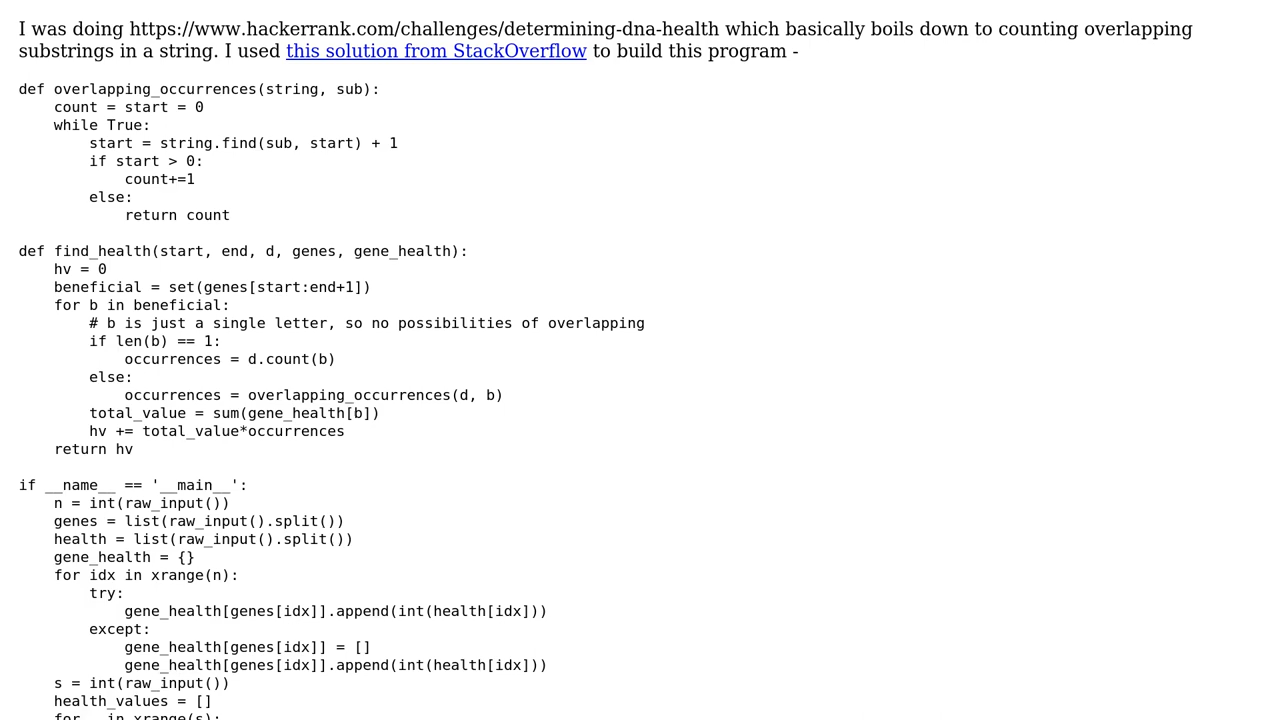 I was doing https://www.hackerrank.com/challenges/determining-dna-health which basically boils down to counting overlapping
substrings in a string. I used this solution from StackOverflow to build this program -
def overlapping_occurrences(string, sub):
    count = start = 0
    while True:
        start = string.find(sub, start) + 1
        if start > 0:
            count+=1
        else:
            return count
def find_health(start, end, d, genes, gene_health):
    hv = 0
    beneficial = set(genes[start:end+1])
    for b in beneficial:
        # b is just a single letter, so no possibilities of overlapping
        if len(b) == 1:
            occurrences = d.count(b)
        else:
            occurrences = overlapping_occurrences(d, b)
        total_value = sum(gene_health[b])
        hv += total_value*occurrences
    return hv
if __name__ == '__main__':
    n = int(raw_input())
    genes = list(raw_input().split())
    health = list(raw_input().split())
    gene_health = {}
    for idx in xrange(n):
        try:
            gene_health[genes[idx]].append(int(health[idx]))
        except:
            gene_health[genes[idx]] = []
            gene_health[genes[idx]].append(int(health[idx]))
    s = int(raw_input())
    health_values = []
    for _ in xrange(s):